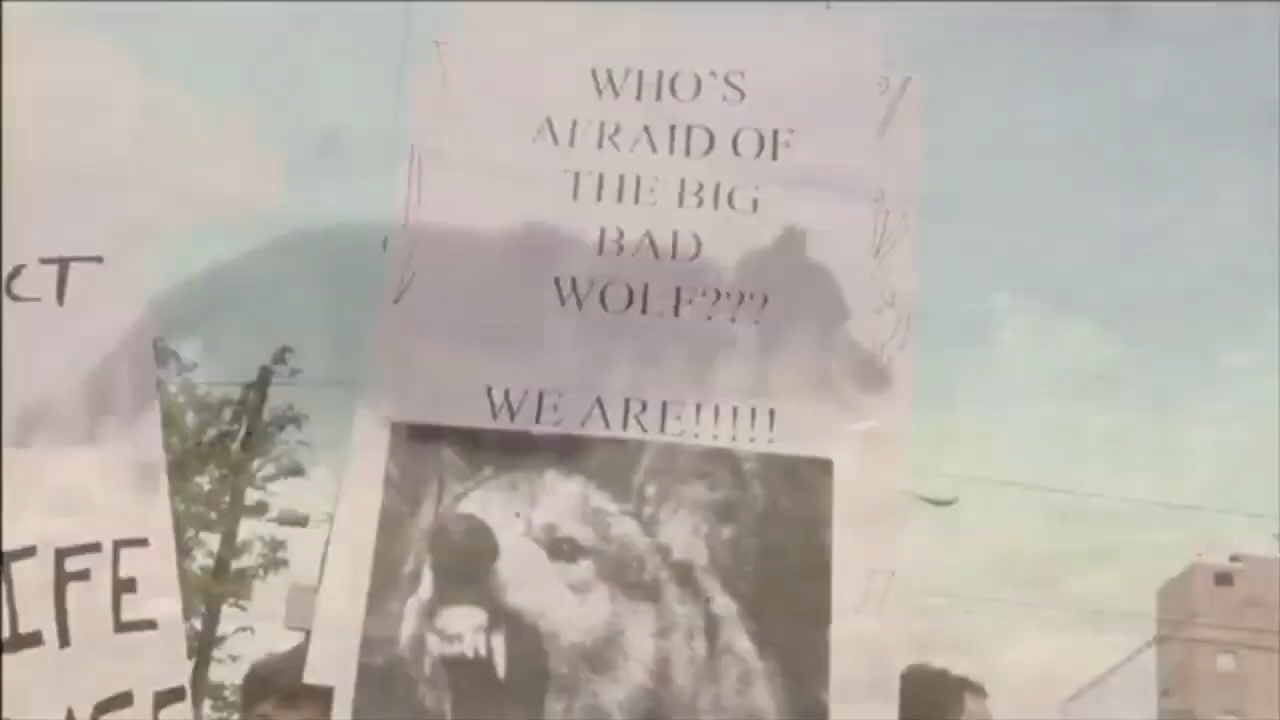 WHO'S
AFRAID OF
THE BIG
BAD
WOLF???
WE ARE!!!!!
CT
IFE